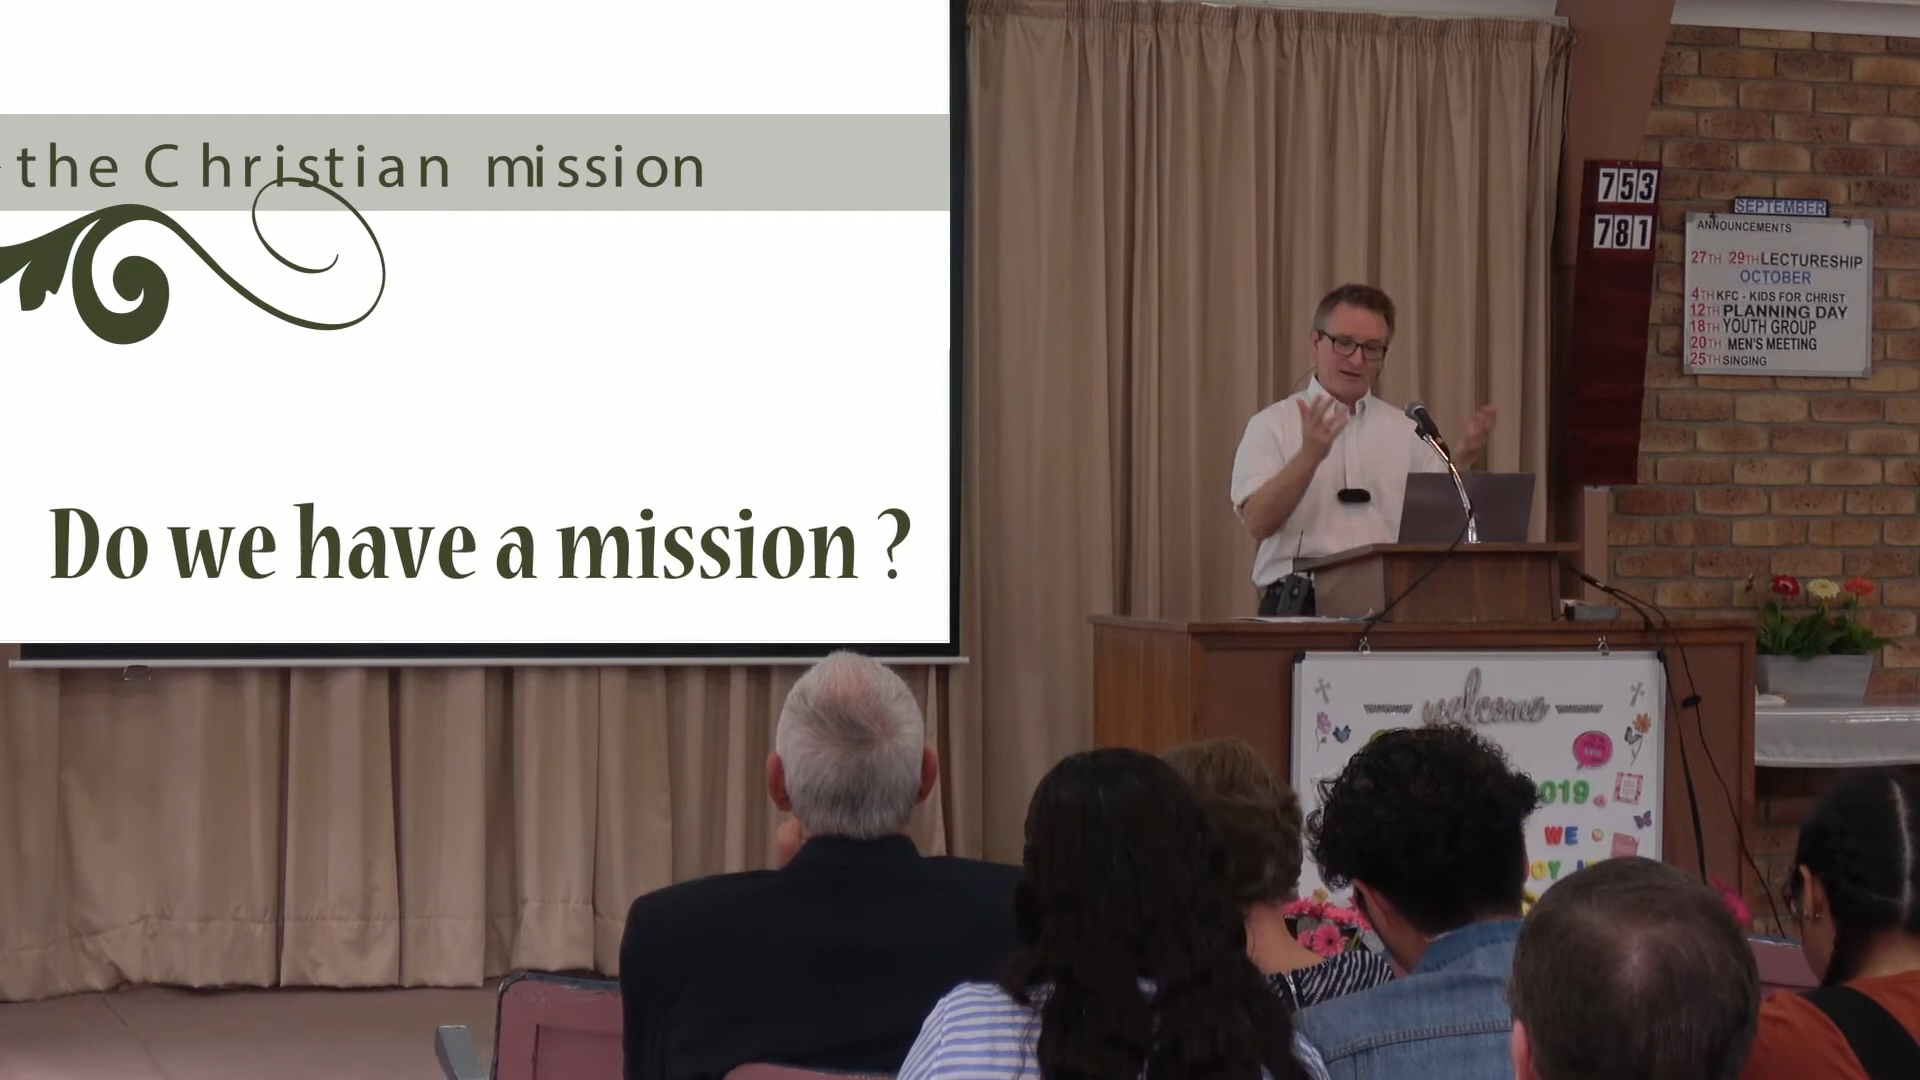 the Christian mission
Do we have a mission ?
753
781
SEPTEMBER
ANNOUNCEMENTS
27TH 29TH LECTURESHIP
OCTOBER
4TH KFC - KIDS FOR CHRIST
12TH PLANNING DAY
18TH YOUTH GROUP
20TH MEN'S MEETING
25TH SINGING
welcome
019
WE